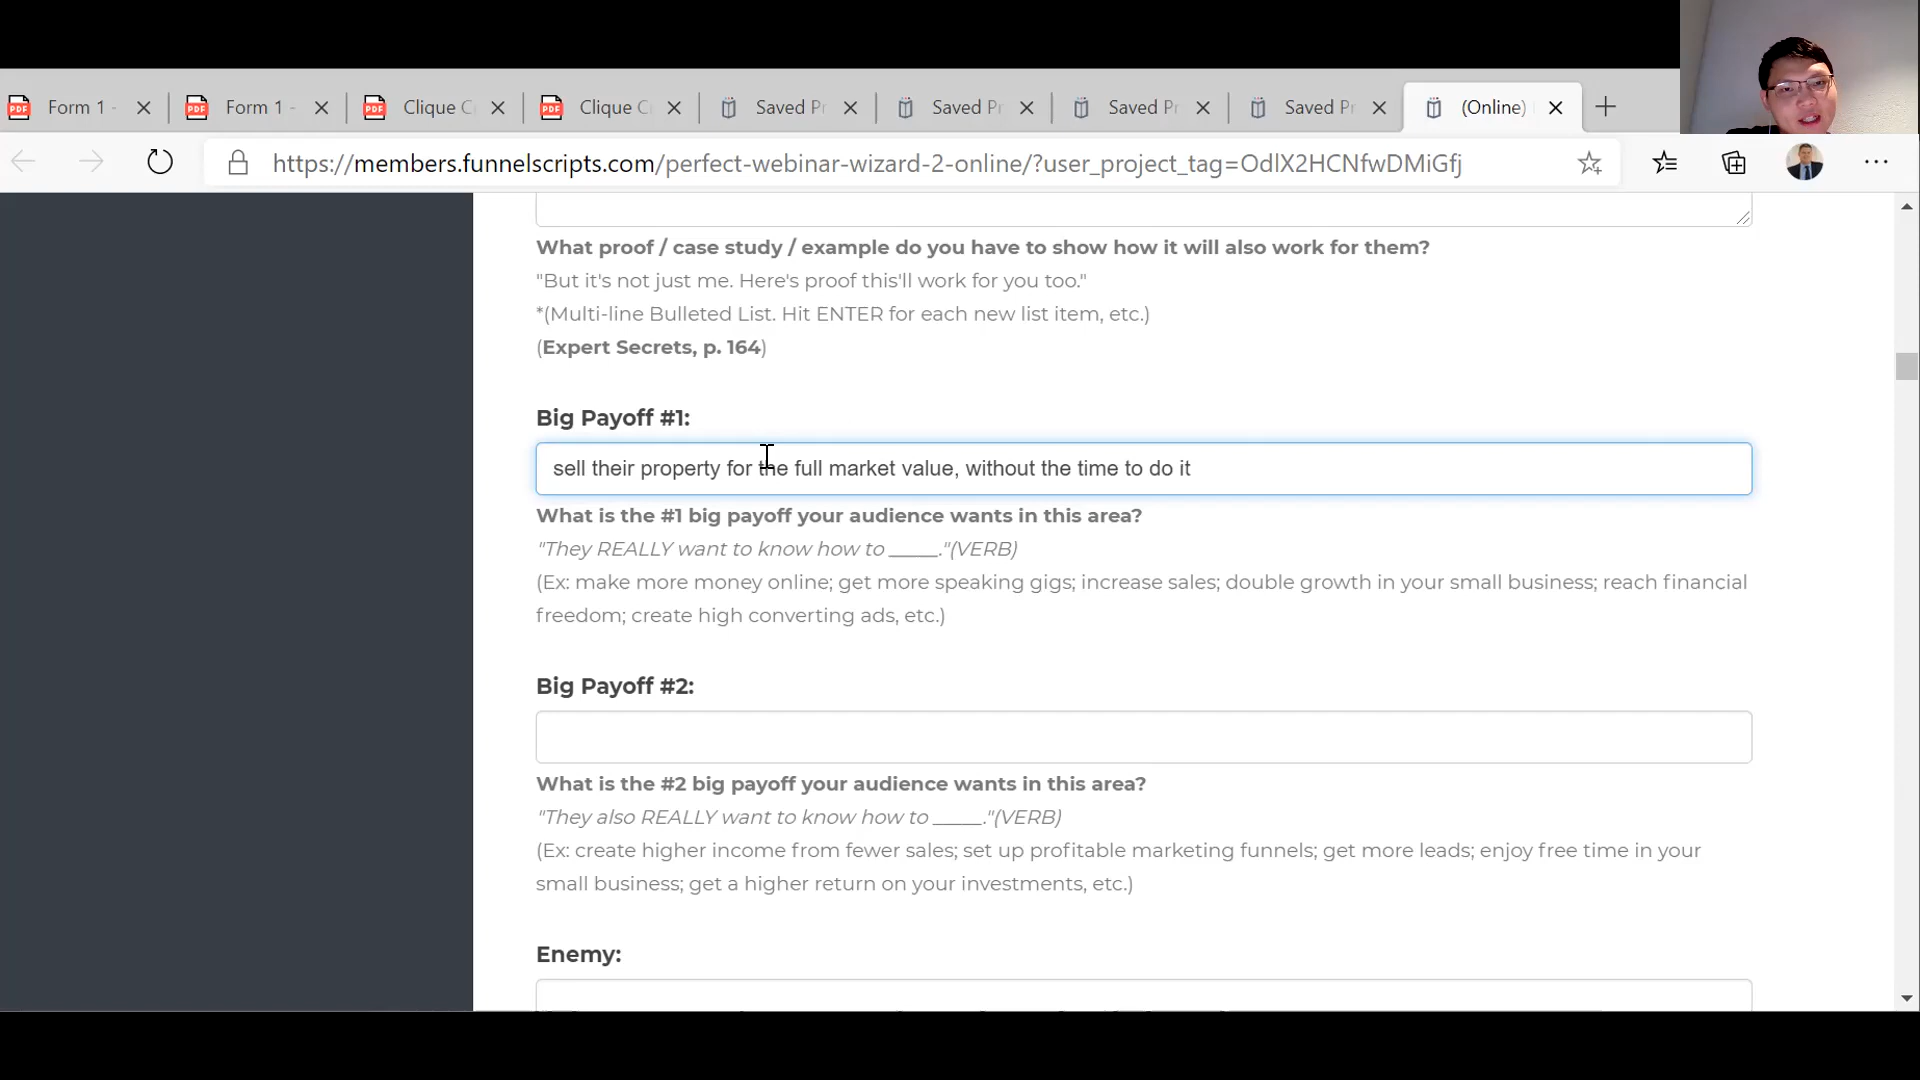 Form 1 -
Form 1 -
Clique C
Clique C
Saved Pr
Saved Pr
Saved Pr
Saved Pr
(Online)
https://members.funnelscripts.com/perfect-webinar-wizard-2-online/?user_project_tag=OdlX2HCNfwDMiGfj
What proof / case study / example do you have to show how it will also work for them?
"But it's not just me. Here's proof this'll work for you too."
*(Multi-line Bulleted List. Hit ENTER for each new list item, etc.)
(Expert Secrets, p. 164)
Big Payoff #1:
sell their property for the full market value, without the time to do it
What is the #1 big payoff your audience wants in this area?
"They REALLY want to know how to _____."(VERB)
(Ex: make more money online; get more speaking gigs; increase sales; double growth in your small business; reach financial
freedom; create high converting ads, etc.)
Big Payoff #2:
What is the #2 big payoff your audience wants in this area?
"They also REALLY want to know how to _____."(VERB)
(Ex: create higher income from fewer sales; set up profitable marketing funnels; get more leads; enjoy free time in your
small business; get a higher return on your investments, etc.)
Enemy: